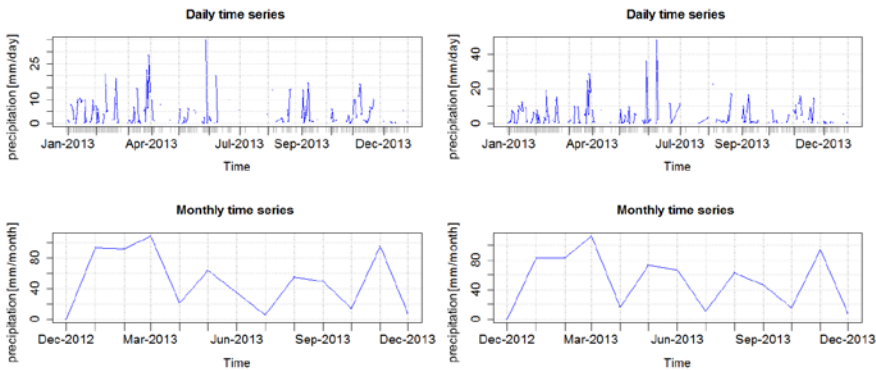 Daily time series
precipitation[mm/day]
0 10 25
Jan-2013 Apr-2013 Jul-2013 Sep-2013 Dec-2013
Time
Daily time series
precipitation[mm/day]
0 20 40
Jan-2013 Apr-2013 Jul-2013 Sep-2013 Dec-2013
Time
Monthly time series
precipitation[mm/month]
0 40 80
Dec-2012 Mar-2013 Jun-2013 Sep-2013 Dec-2013
Time
Monthly time series
precipitation[mm/month]
0 40 80
Dec-2012 Mar-2013 Jun-2013 Sep-2013 Dec-2013
Time